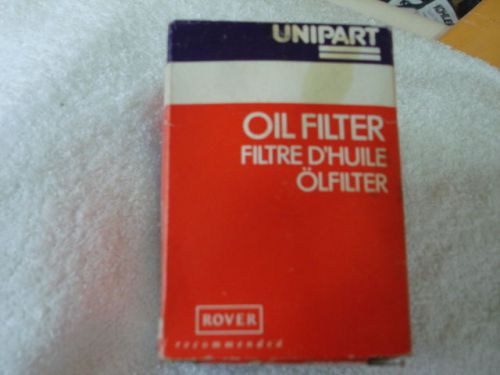 UNIPART
OIL FILTER
FILTRE D'HUILE
ÖLFILTER
ROVER
recommended